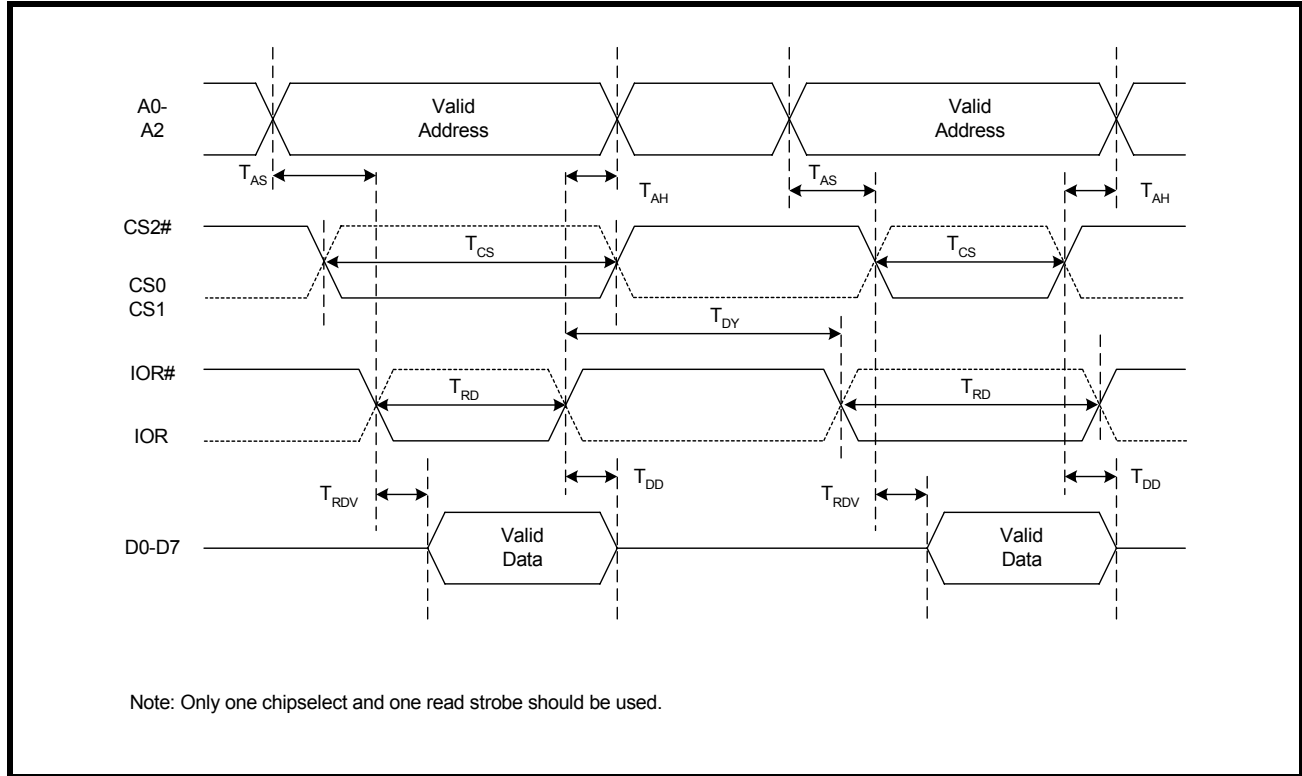 A0-
A2
Valid
Address
Valid
Address
TAS
TAH
TAS
TAH
CS2#
TCS
TCS
CS0
CS1
TDY
IOR#
TRD
TRD
IOR
TRDV
TDD
TRDV
TDD
D0-D7
Valid
Data
Valid
Data
Note: Only one chipselect and one read strobe should be used.